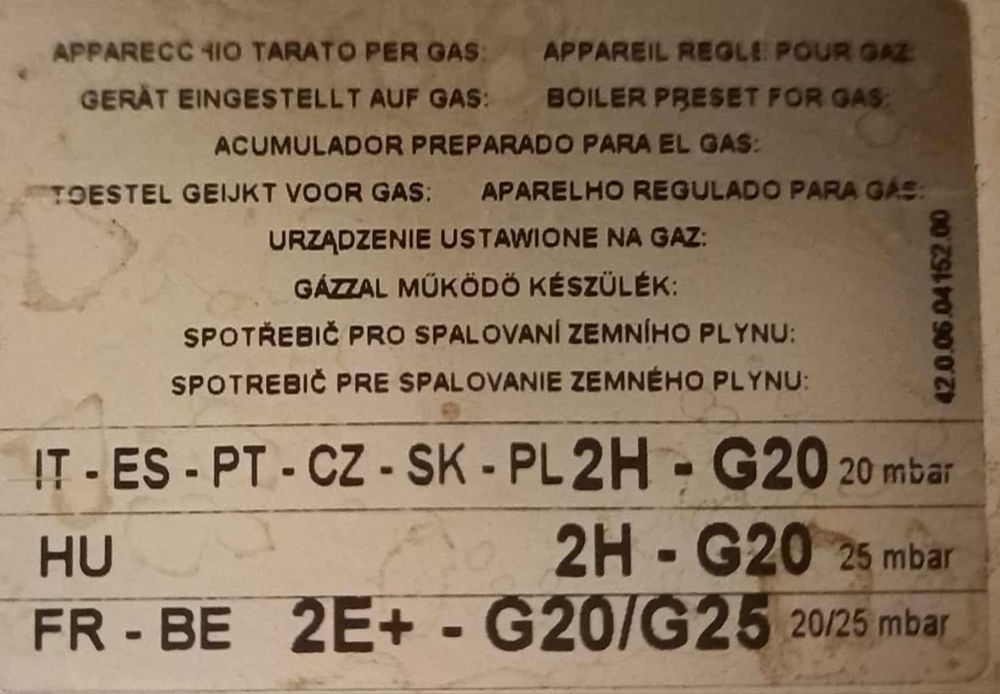 APPARECCHIO TARATO PER GAS: APPAREIL REGLE POUR GAZ:
GERÄT EINGESTELLT AUF GAS: BOILER PRESET FOR GAS:
ACUMULADOR PREPARADO PARA EL GAS:
TOESTEL GEIJKT VOOR GAS: APARELHO REGULADO PARA GÁS:
URZĄDZENIE USTAWIONE NA GAZ:
GÁZZAL MŰKÖDŐ KÉSZÜLÉK:
SPOTŘEBIČ PRO SPALOVANÍ ZEMNÍHO PLYNU:
SPOTREBIČ PRE SPALOVANIE ZEMNÉHO PLYNU:
42.0.06.04152.00
IT - ES - PT - CZ - SK - PL 2H - G20 20 mbar
HU 2H - G20 25 mbar
FR - BE 2E+ - G20/G25 20/25 mbar